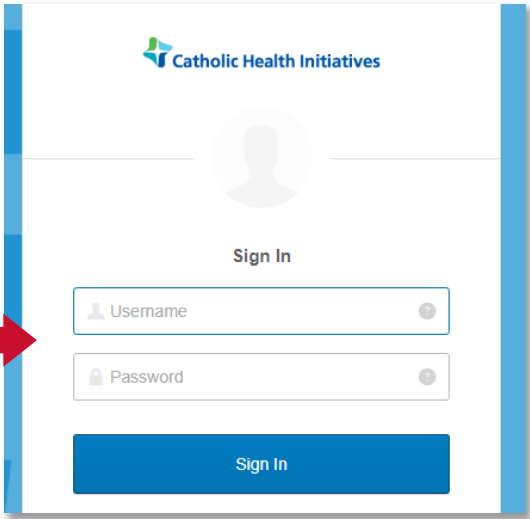 Catholic Health Initiatives
Sign In
Username
?
Password
?
Sign In